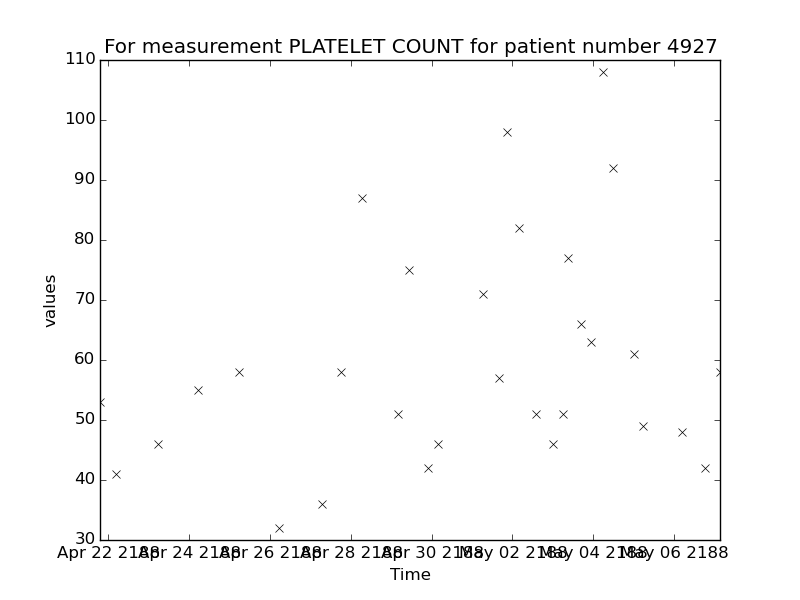 For measurement PLATELET COUNT for patient number 4927
110
100
90
80
70
60
50
40
30
values
Apr 22 2188
Apr 24 2188
Apr 26 2188
Apr 28 2188
Apr 30 2188
May 02 2188
May 04 2188
May 06 2188
Time